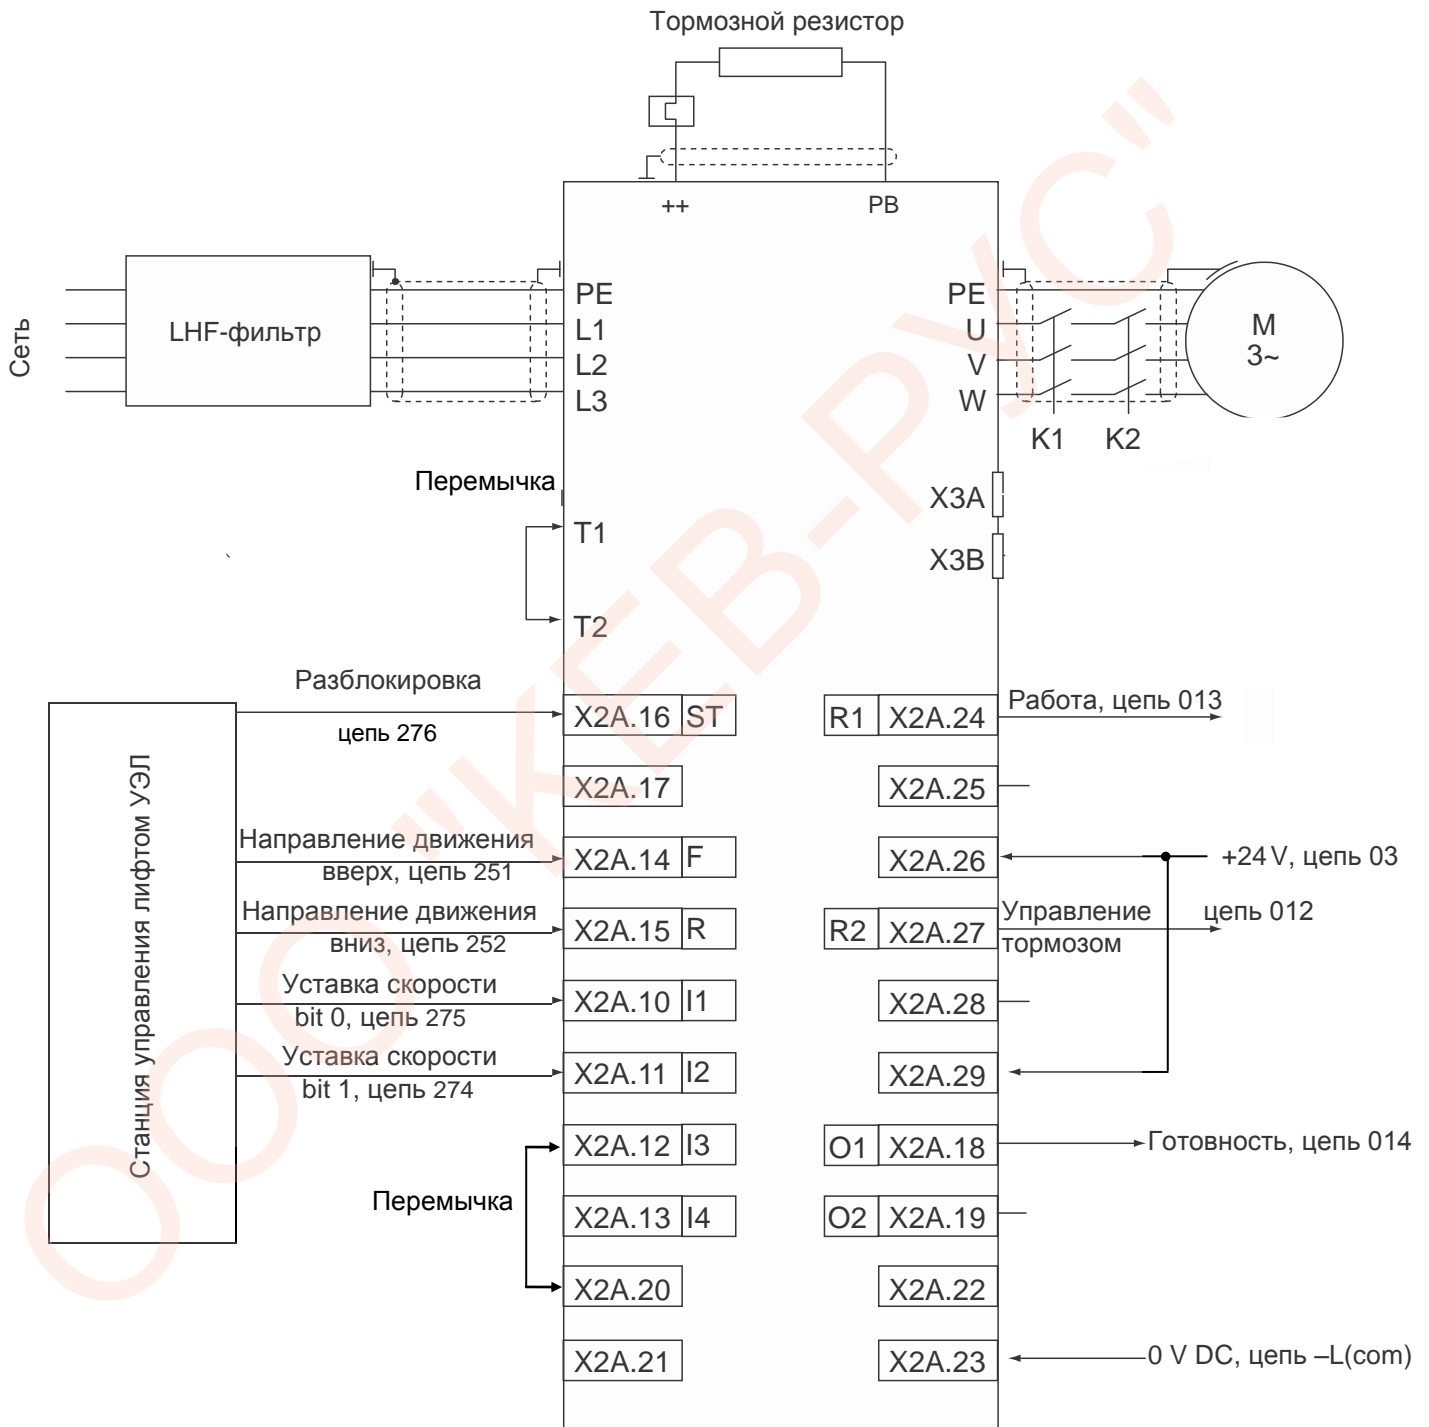 Тормозной резистор
++
PB
Сеть
LHF-фильтр
PE
L1
L2
L3
PE
U
V
W
M
3~
K1
K2
Перемычка
T1
T2
X3A
X3B
Станция управления лифтом УЭЛ
Разблокировка
цепь 276
X2A.16 ST
X2A.17
Направление движения
вверх, цепь 251
X2A.14 F
Направление движения
вниз, цепь 252
X2A.15 R
Уставка скорости
bit 0, цепь 275
X2A.10 I1
Уставка скорости
bit 1, цепь 274
X2A.11 I2
X2A.12 I3
Перемычка
X2A.13 I4
X2A.20
X2A.21
R1 X2A.24
Работа, цепь 013
X2A.25
X2A.26
+24 V, цепь 03
R2 X2A.27
Управление цепь 012
тормозом
X2A.28
X2A.29
O1 X2A.18
Готовность, цепь 014
O2 X2A.19
X2A.22
X2A.23
0 V DC, цепь –L(com)
ООО "КЕВ-РУС"